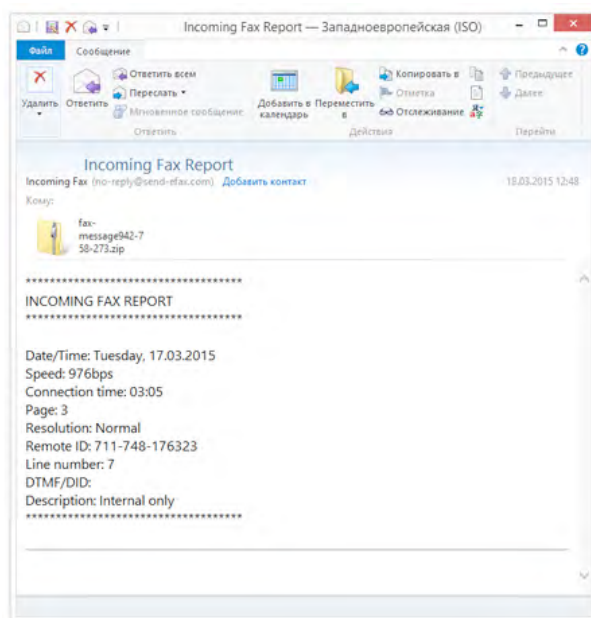 Incoming Fax Report — Западноевропейская (ISO)
Файл Сообщение
Удалить
Ответить
Ответить всем
Переслать
Мгновенное сообщение
Ответить
Добавить в календарь
Переместить в
Копировать в
Отметка
Отслеживание
Действия
Предыдущее
Далее
Перейти
Incoming Fax Report
Incoming Fax (no-reply@send-efax.com) Добавить контакт 18.03.2015 12:48
Кому:
fax-
message942-7
58-273.zip
************************************
INCOMING FAX REPORT
************************************
Date/Time: Tuesday, 17.03.2015
Speed: 976bps
Connection time: 03:05
Page: 3
Resolution: Normal
Remote ID: 711-748-176323
Line number: 7
DTMF/DID:
Description: Internal only
************************************